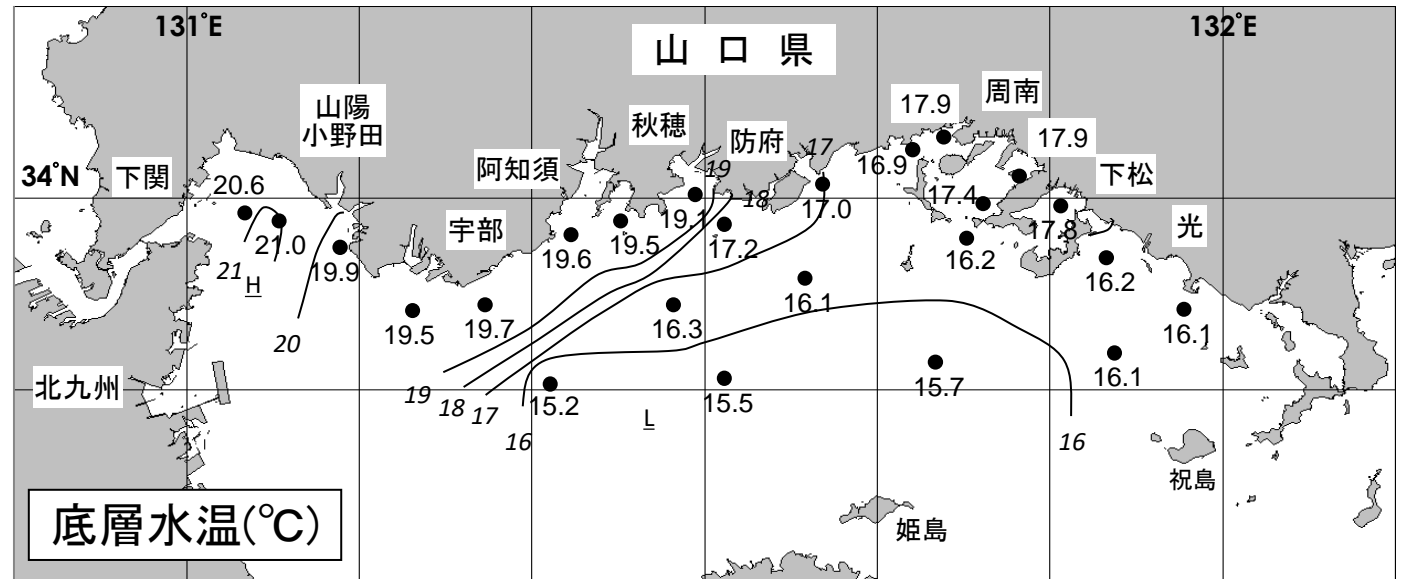 131°E
132°E
山口県
山陽
小野田
秋穂
防府
周南
17.9
17.9
阿知須
下松
34°N
下関
宇部
光
20.6
21.0
19.9
19.6
19.5
19.1
17.2
17.0
16.9
17.4
17.8
16.2
16.2
19
18
17
21
H
20
19.5
19.7
16.3
16.1
16.1
16.1
北九州
19
18
17
16
15.2
L
15.5
15.7
16
祝島
姫島
底層水温(℃)